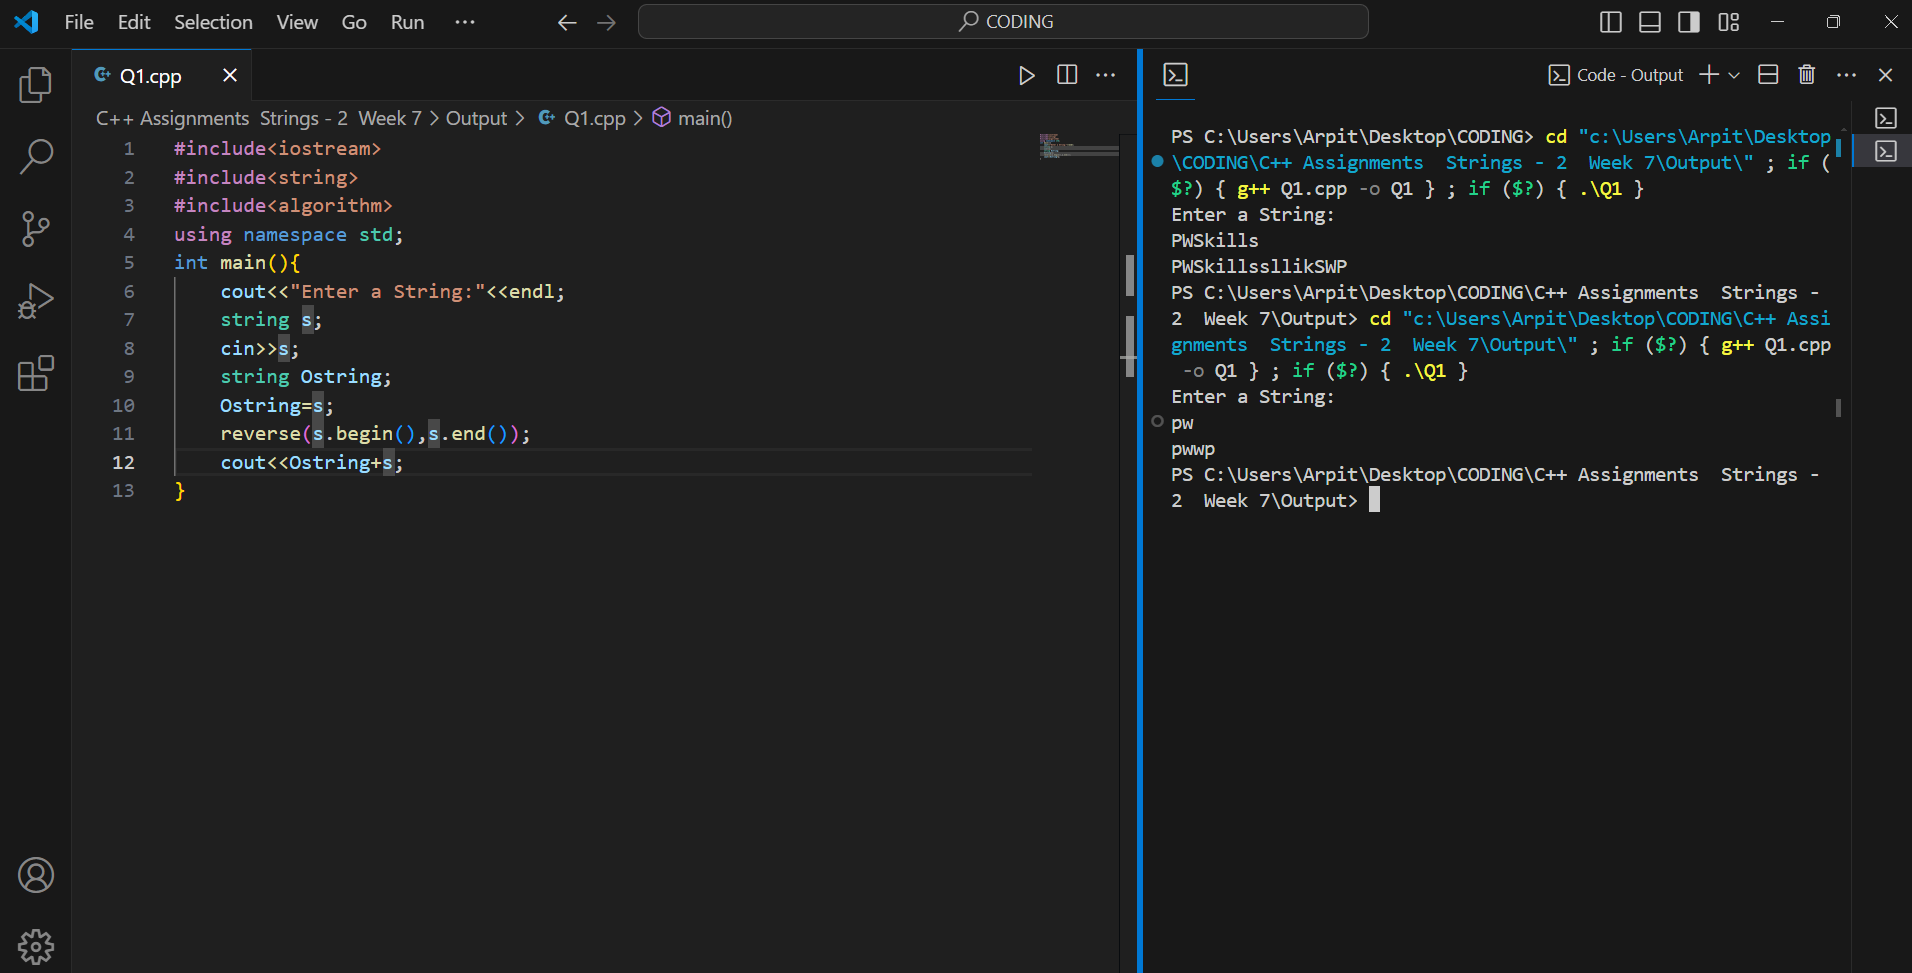 File Edit Selection View Go Run ··· CODING
Q1.cpp
C++ Assignments  Strings - 2  Week 7 > Output > Q1.cpp > main()
1 #include<iostream>
2 #include<string>
3 #include<algorithm>
4 using namespace std;
5 int main(){
6 cout<<"Enter a String:"<<endl;
7 string s;
8 cin>>s;
9 string Ostring;
10 Ostring=s;
11 reverse(s.begin(),s.end());
12 cout<<Ostring+s;
13 }
Code - Output
PS C:\Users\Arpit\Desktop\CODING> cd "c:\Users\Arpit\Desktop
\CODING\C++ Assignments  Strings - 2  Week 7\Output\" ; if (
$?) { g++ Q1.cpp -o Q1 } ; if ($?) { .\Q1 }
Enter a String:
PWSkills
PWSkillssllikSWP
PS C:\Users\Arpit\Desktop\CODING\C++ Assignments  Strings -
2  Week 7\Output> cd "c:\Users\Arpit\Desktop\CODING\C++ Assi
gnments  Strings - 2  Week 7\Output\" ; if ($?) { g++ Q1.cpp
-o Q1 } ; if ($?) { .\Q1 }
Enter a String:
pw
pwwp
PS C:\Users\Arpit\Desktop\CODING\C++ Assignments  Strings -
2  Week 7\Output>